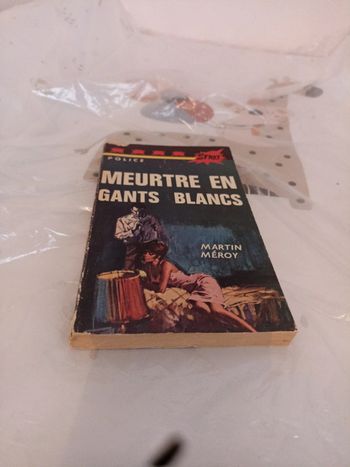 POLICE
MEURTRE EN
GANTS BLANCS
MARTIN
MÉROY